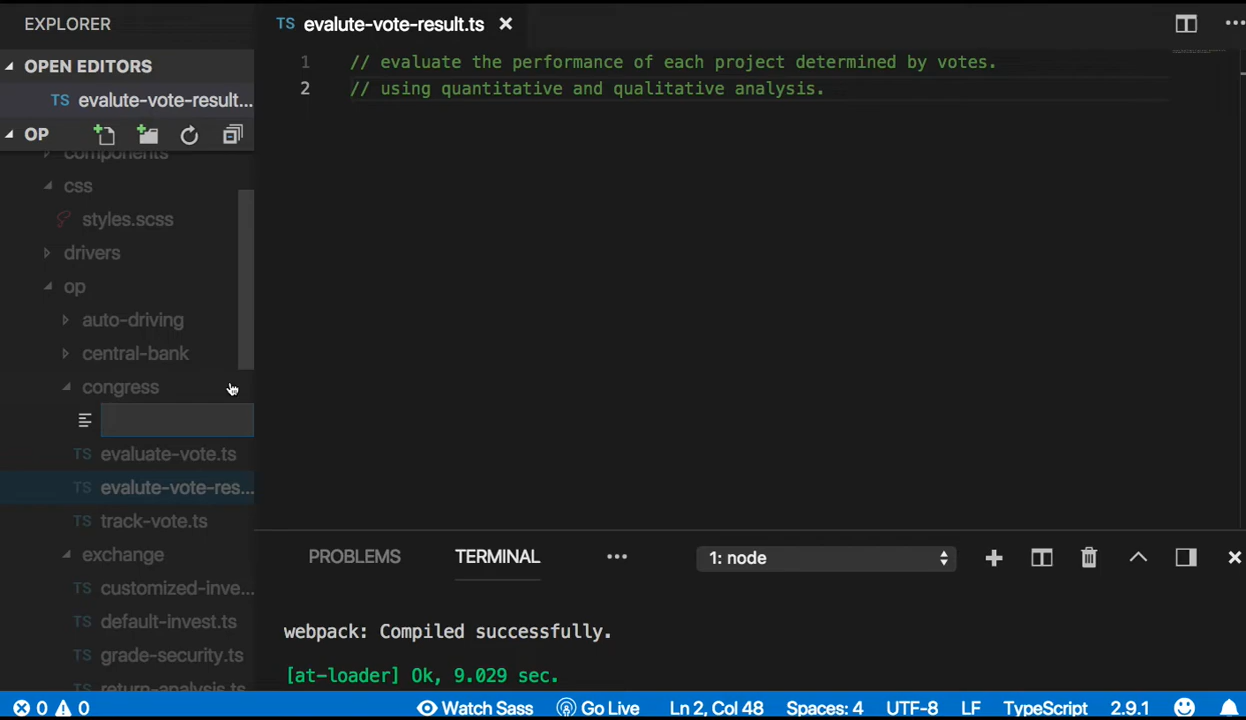 EXPLORER
TS evalute-vote-result.ts
OPEN EDITORS
TS evalute-vote-result...
OP
components
css
styles.scss
drivers
op
auto-driving
central-bank
congress
TS evaluate-vote.ts
TS evalute-vote-res...
TS track-vote.ts
exchange
TS customized-inve...
TS default-invest.ts
TS grade-security.ts
TS return-analysis.ts
1 // evaluate the performance of each project determined by votes.
2 // using quantitative and qualitative analysis.
PROBLEMS TERMINAL ... 1: node
webpack: Compiled successfully.
[at-loader] Ok, 9.029 sec.
0 0 Watch Sass Go Live Ln 2, Col 48 Spaces: 4 UTF-8 LF TypeScript 2.9.1